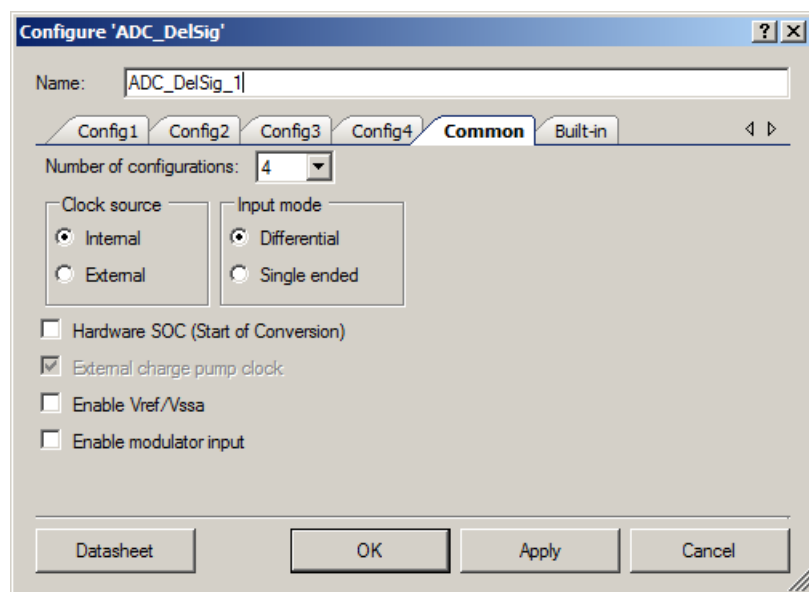 Configure 'ADC_DelSig'
? X
Name: ADC_DelSig_1
Config1 Config2 Config3 Config4 Common Built-in
Number of configurations: 4
Clock source Input mode
Internal Differential
External Single ended
Hardware SOC (Start of Conversion)
External charge pump clock
Enable Vref/Vssa
Enable modulator input
Datasheet OK Apply Cancel